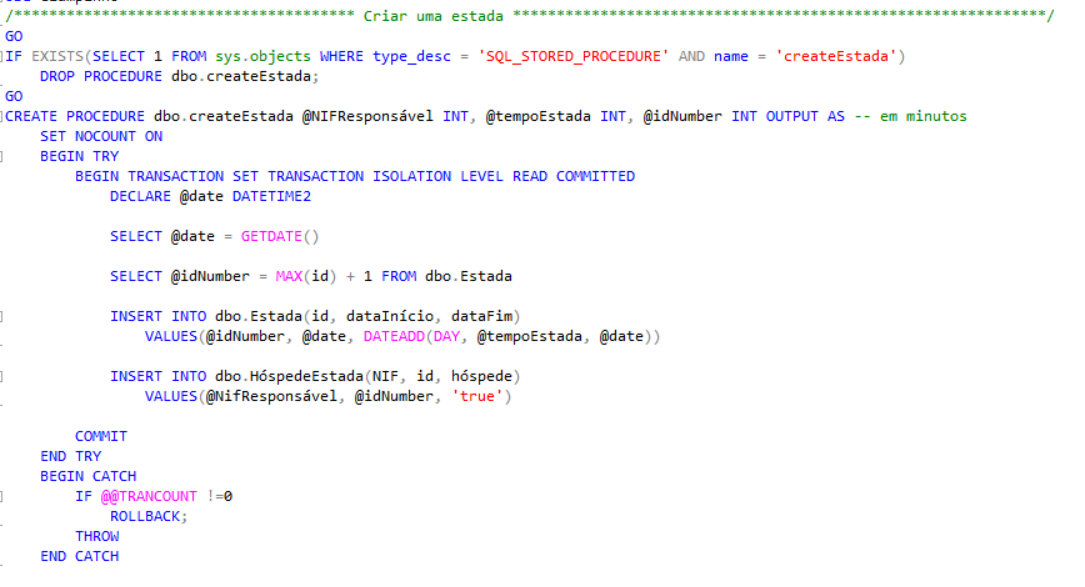 /*************************************** Criar uma estada *************************************************************/
GO
IF EXISTS(SELECT 1 FROM sys.objects WHERE type_desc = 'SQL_STORED_PROCEDURE' AND name = 'createEstada')
    DROP PROCEDURE dbo.createEstada;
GO
CREATE PROCEDURE dbo.createEstada @NIFResponsável INT, @tempoEstada INT, @idNumber INT OUTPUT AS -- em minutos
    SET NOCOUNT ON
    BEGIN TRY
        BEGIN TRANSACTION SET TRANSACTION ISOLATION LEVEL READ COMMITTED
            DECLARE @date DATETIME2
            SELECT @date = GETDATE()
            SELECT @idNumber = MAX(id) + 1 FROM dbo.Estada
            INSERT INTO dbo.Estada(id, dataInício, dataFim)
                VALUES(@idNumber, @date, DATEADD(DAY, @tempoEstada, @date))
            INSERT INTO dbo.HóspedeEstada(NIF, id, hóspede)
                VALUES(@NifResponsável, @idNumber, 'true')
        COMMIT
    END TRY
    BEGIN CATCH
        IF @@TRANCOUNT !=0
            ROLLBACK;
        THROW
    END CATCH